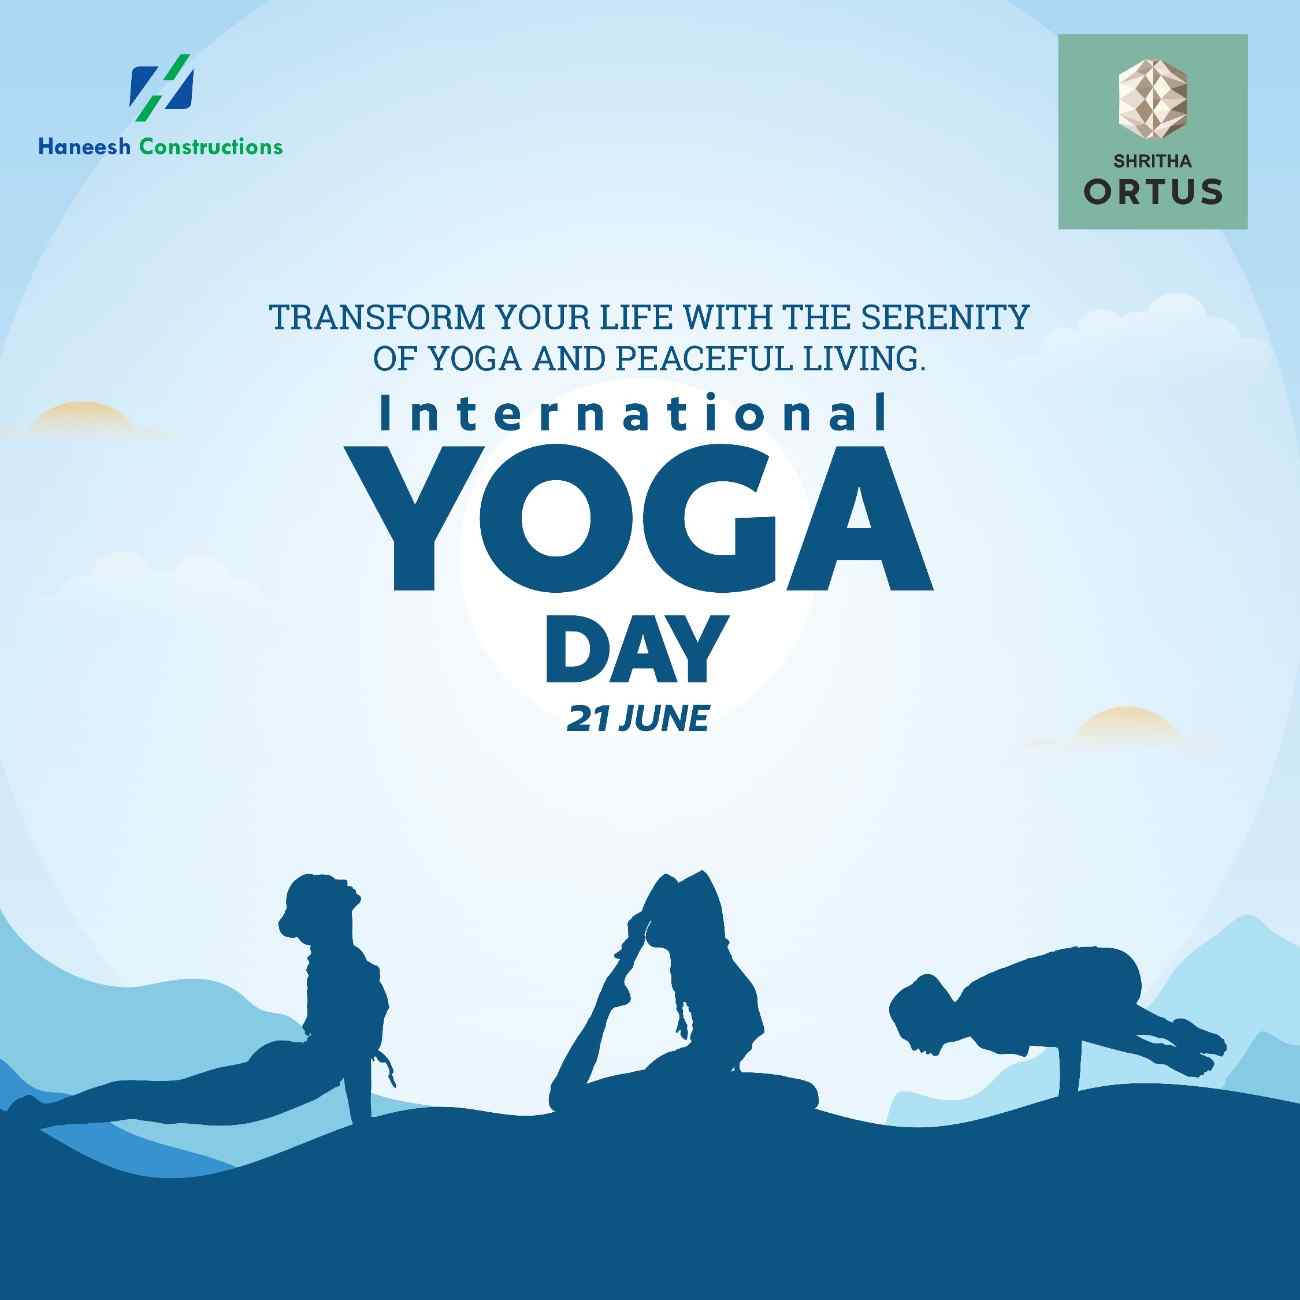 Haneesh Constructions
SHRITHA
ORTUS
TRANSFORM YOUR LIFE WITH THE SERENITY
OF YOGA AND PEACEFUL LIVING.
International
YOGA
DAY
21 JUNE